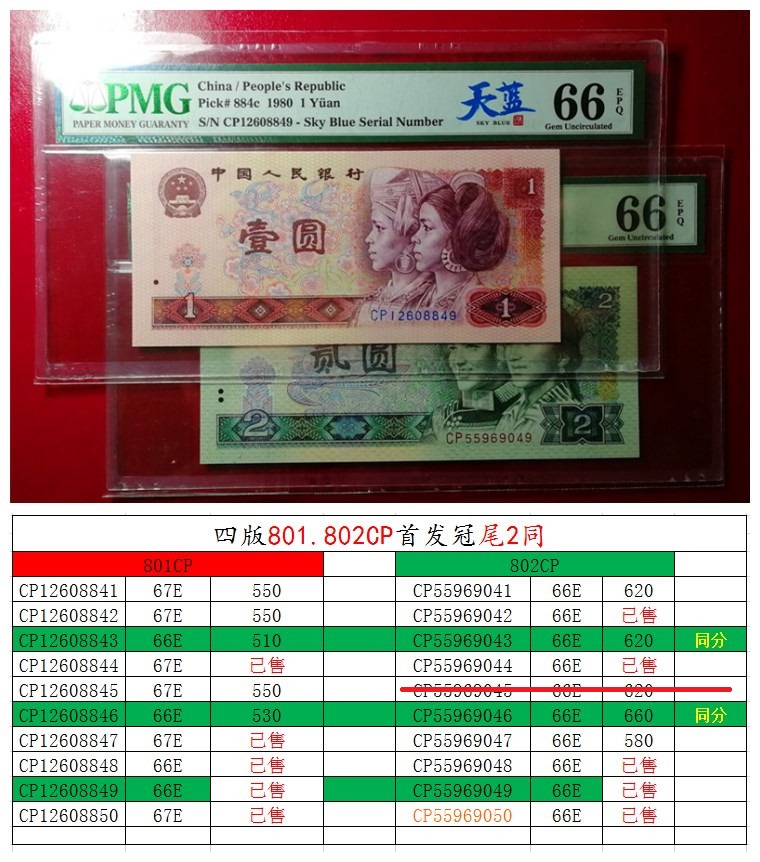 PMG
PAPER MONEY GUARANTY
China / People's Republic
Pick# 884c 1980 1 Yüan
S/N CP12608849 - Sky Blue Serial Number
天蓝
SKY BLUE
66 EPQ
Gem Uncirculated
66 EPQ
Gem Uncirculated
中国人民银行
1
壹圆
1
CP12608849
1
2
贰圆
2
CP55969049
2
四版801.802CP首发冠尾2同
801CP 802CP
CP12608841 67E 550 CP55969041 66E 620
CP12608842 67E 550 CP55969042 66E 已售
CP12608843 66E 510 CP55969043 66E 620 同分
CP12608844 67E 已售 CP55969044 66E 已售
CP12608845 67E 550 CP55969045 66E 620
CP12608846 66E 530 CP55969046 66E 660 同分
CP12608847 67E 已售 CP55969047 66E 580
CP12608848 66E 已售 CP55969048 66E 已售
CP12608849 66E 已售 CP55969049 66E 已售
CP12608850 67E 已售 CP55969050 66E 已售